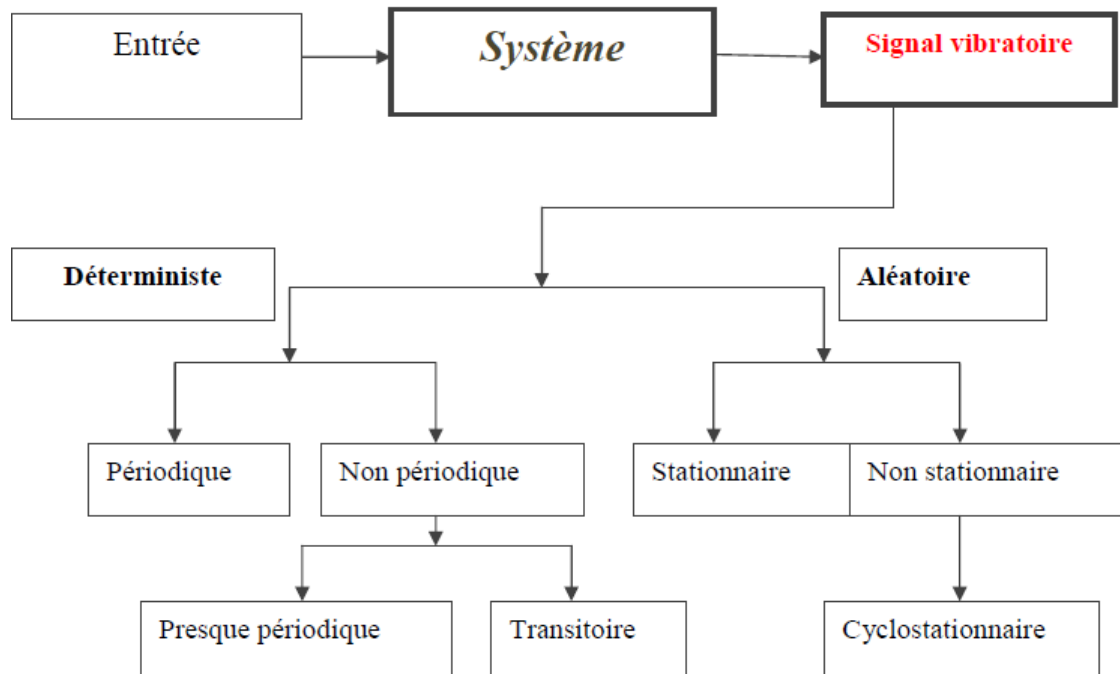 Entrée
Système
Signal vibratoire
Déterministe
Aléatoire
Périodique
Non périodique
Stationnaire
Non stationnaire
Presque périodique
Transitoire
Cyclostationnaire